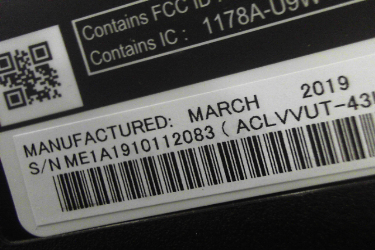 Contains FCC ID
Contains IC : 1178A-U9W
MANUFACTURED: MARCH 2019
S/N ME1A1910112083 ( ACLVVUT-43